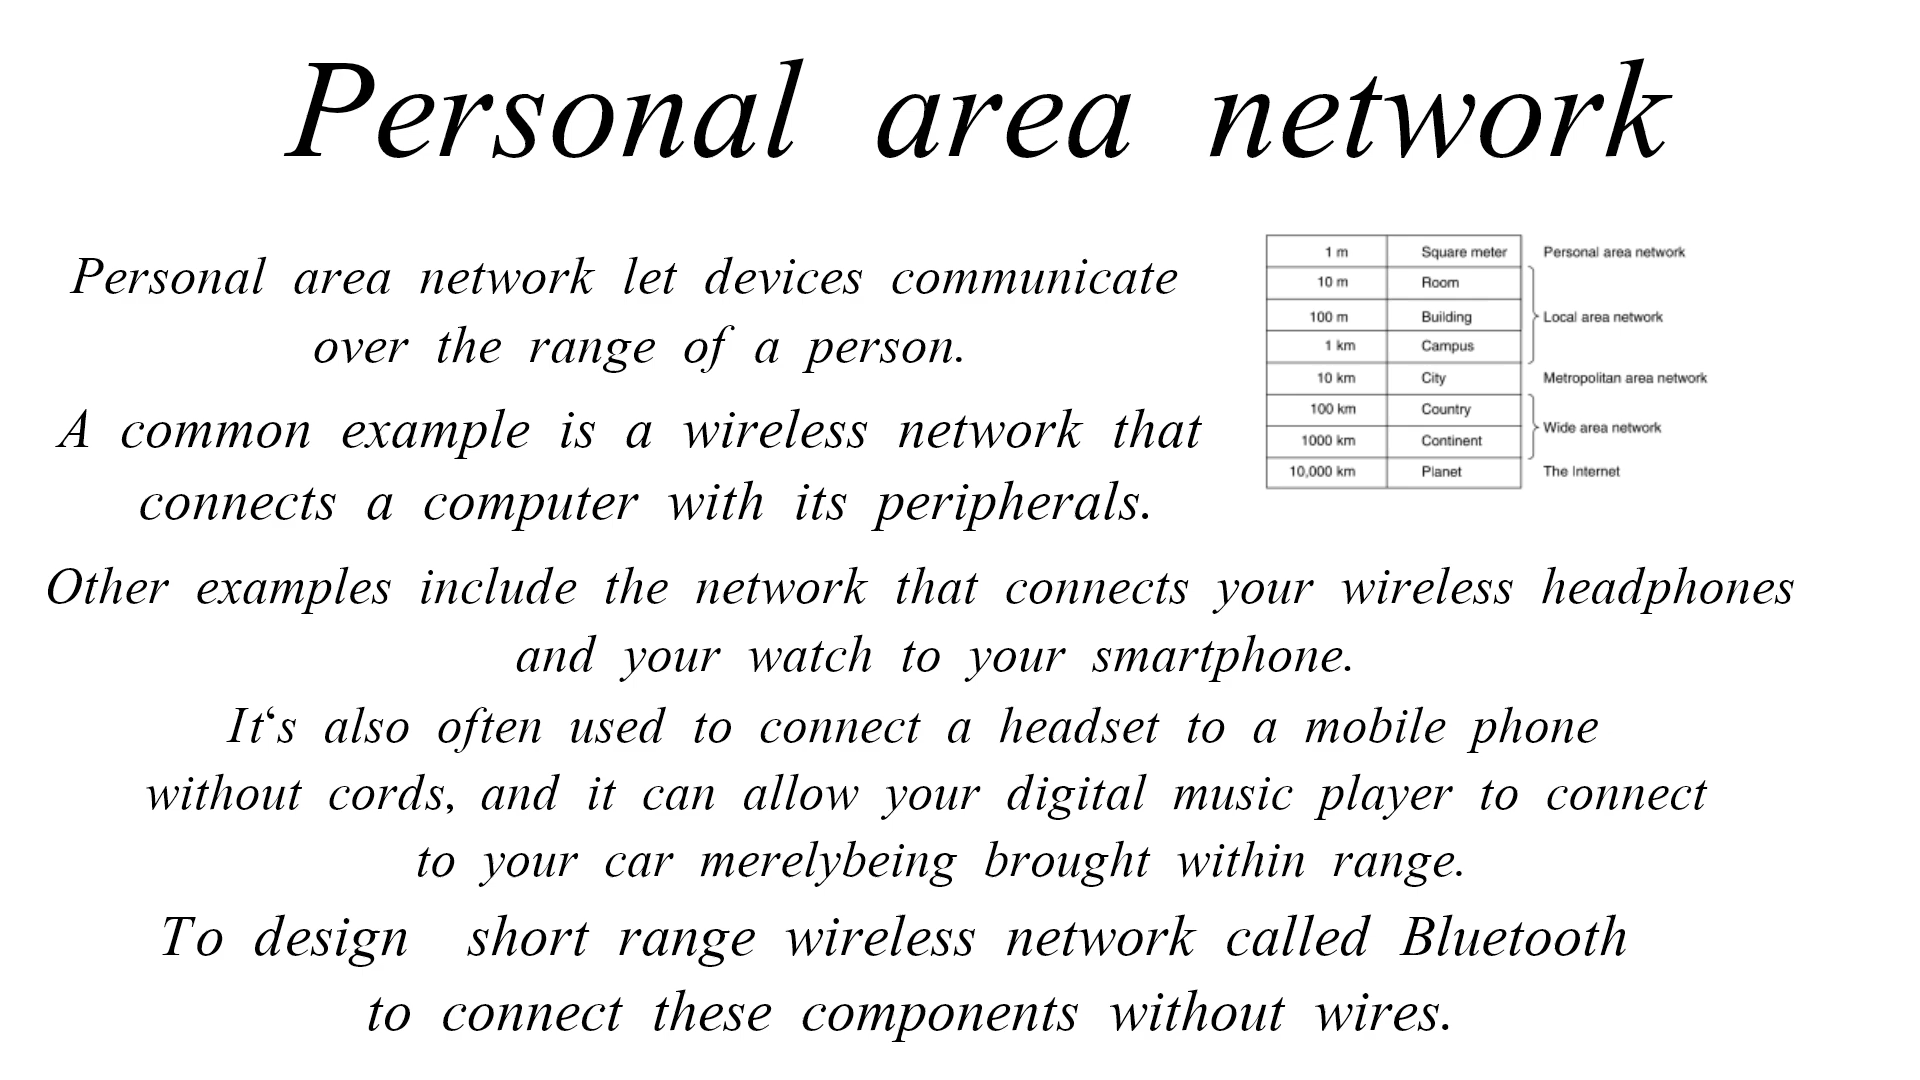 Personal area network
Personal area network let devices communicate
over the range of a person.
A common example is a wireless network that
connects a computer with its peripherals.
1 m Square meter Personal area network
10 m Room
100 m Building Local area network
1 km Campus
10 km City Metropolitan area network
100 km Country
Wide area network
1000 km Continent
10,000 km Planet The Internet
Other examples include the network that connects your wireless headphones
and your watch to your smartphone.
It‘s also often used to connect a headset to a mobile phone
without cords, and it can allow your digital music player to connect
to your car merelybeing brought within range.
To design short range wireless network called Bluetooth
to connect these components without wires.